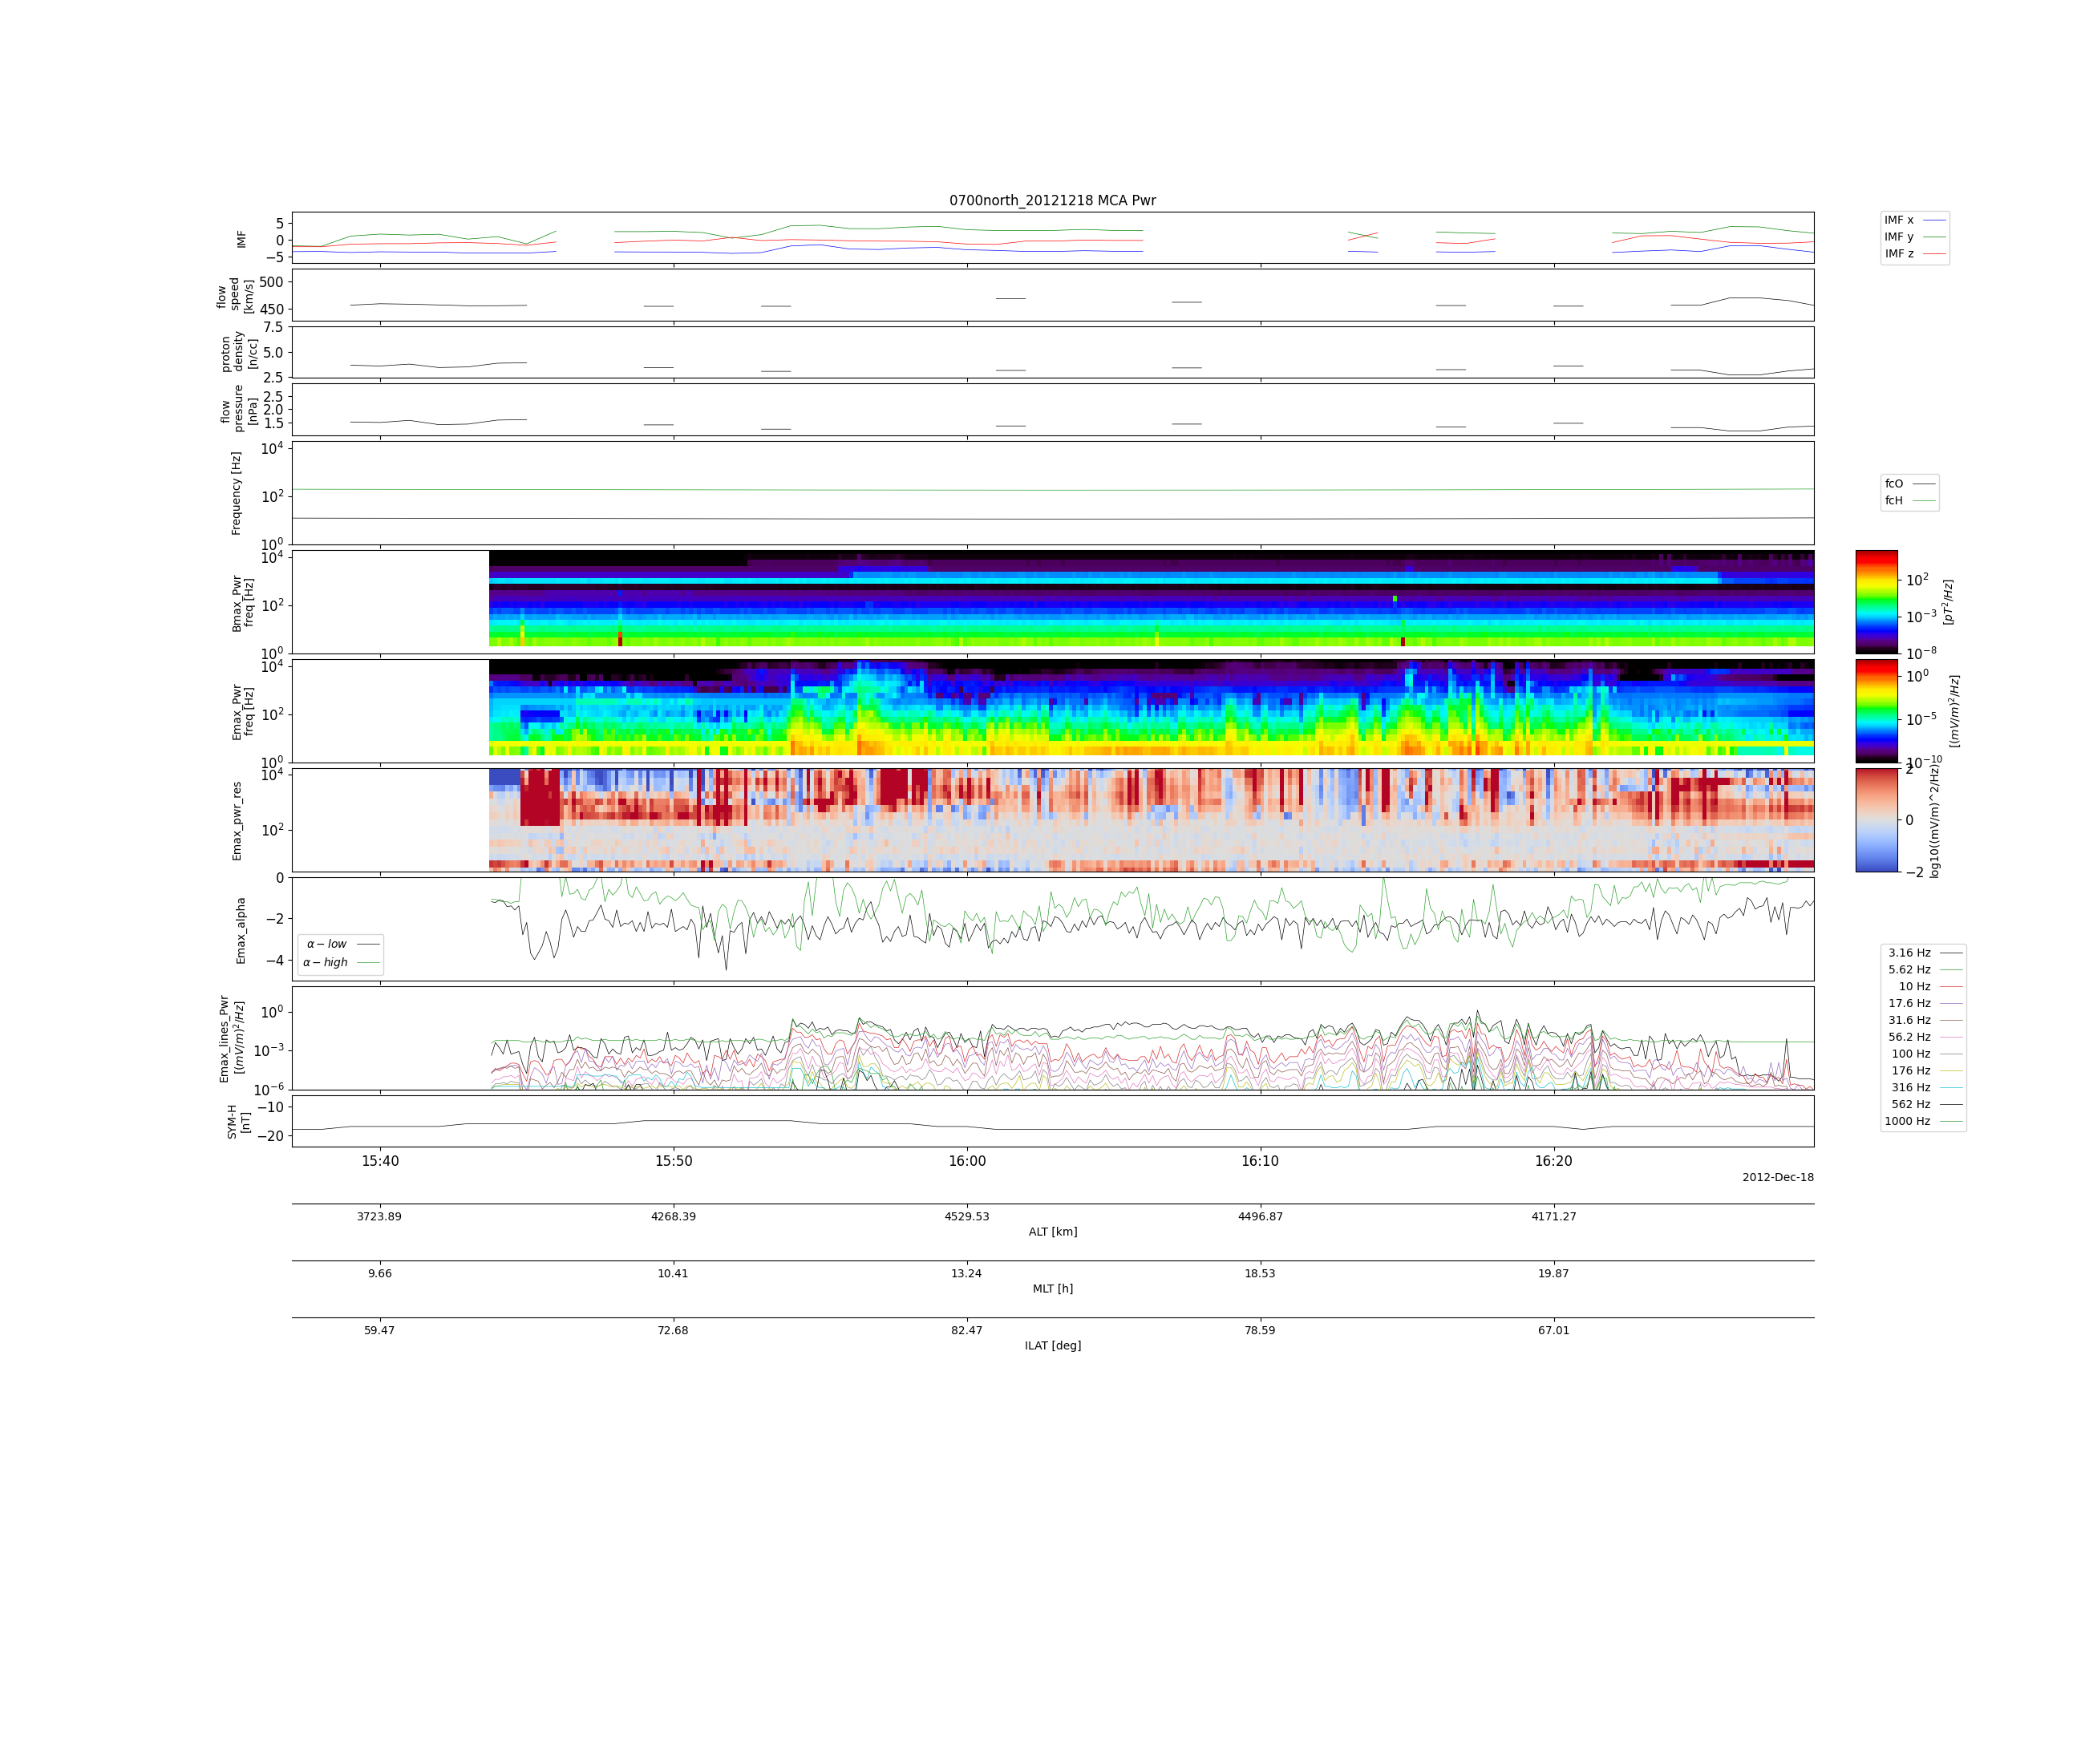 0700north_20121218 MCA Pwr
IMF
5
0
−5
IMF x
IMF y
IMF z
flow
speed
[km/s]
500
450
proton
density
[n/cc]
7.5
5.0
2.5
flow
pressure
[nPa]
2.5
2.0
1.5
Frequency [Hz]
10^4
10^2
10^0
fcO
fcH
Bmax_Pwr
freq [Hz]
10^4
10^2
10^0
10^2
10^−3
10^−8
[pT^2/Hz]
Emax_Pwr
freq [Hz]
10^4
10^2
10^0
10^0
10^−5
10^−10
[(mV/m)^2/Hz]
Emax_pwr_res
10^4
10^2
2
0
−2
log10((mV/m)^2/Hz)
Emax_alpha
0
−2
−4
α − low
α − high
Emax_lines_Pwr
[(mV/m)^2/Hz]
10^0
10^−3
10^−6
3.16 Hz
5.62 Hz
10 Hz
17.6 Hz
31.6 Hz
56.2 Hz
100 Hz
176 Hz
316 Hz
562 Hz
1000 Hz
SYM-H
[nT]
−10
−20
15:40 15:50 16:00 16:10 16:20
2012-Dec-18
3723.89 4268.39 4529.53 4496.87 4171.27
ALT [km]
9.66 10.41 13.24 18.53 19.87
MLT [h]
59.47 72.68 82.47 78.59 67.01
ILAT [deg]